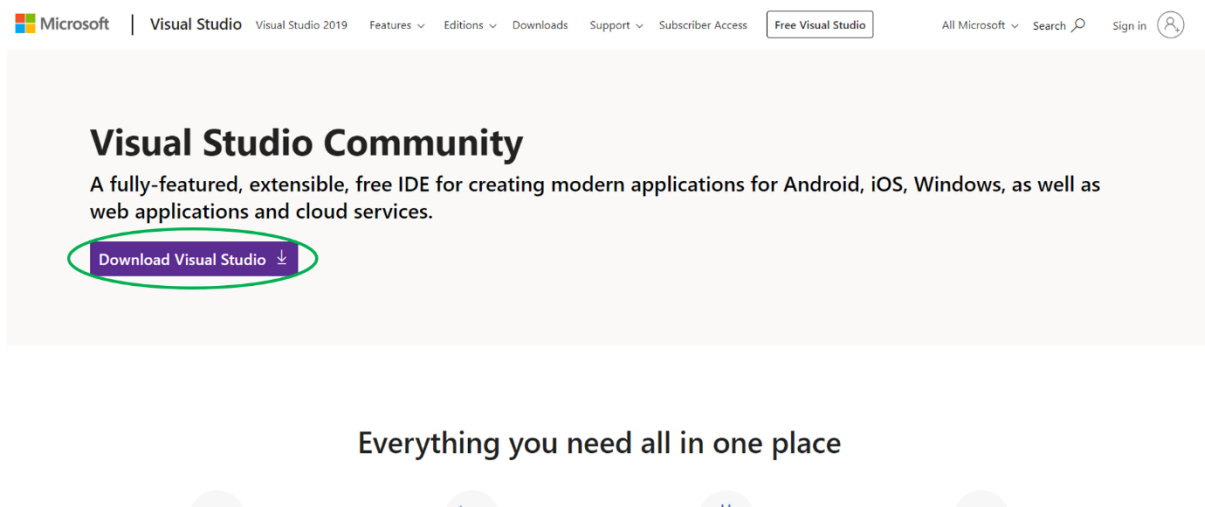 Microsoft Visual Studio Visual Studio 2019 Features Editions Downloads Support Subscriber Access Free Visual Studio All Microsoft Search Sign in
Visual Studio Community
A fully-featured, extensible, free IDE for creating modern applications for Android, iOS, Windows, as well as
web applications and cloud services.
Download Visual Studio
Everything you need all in one place